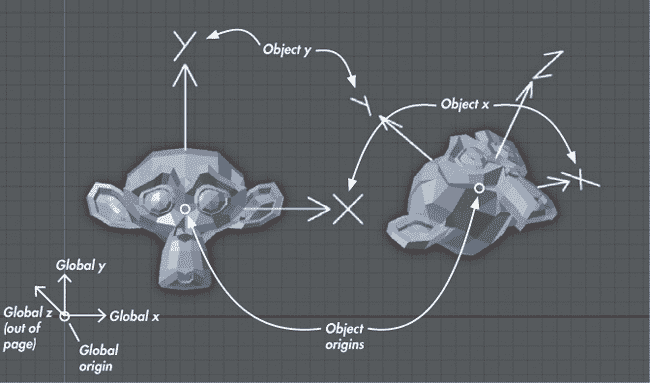 Y
Object y
Z
Y
Object x
X
X
Global y
Global z
(out of
page)
Global x
Global
origin
Object
origins